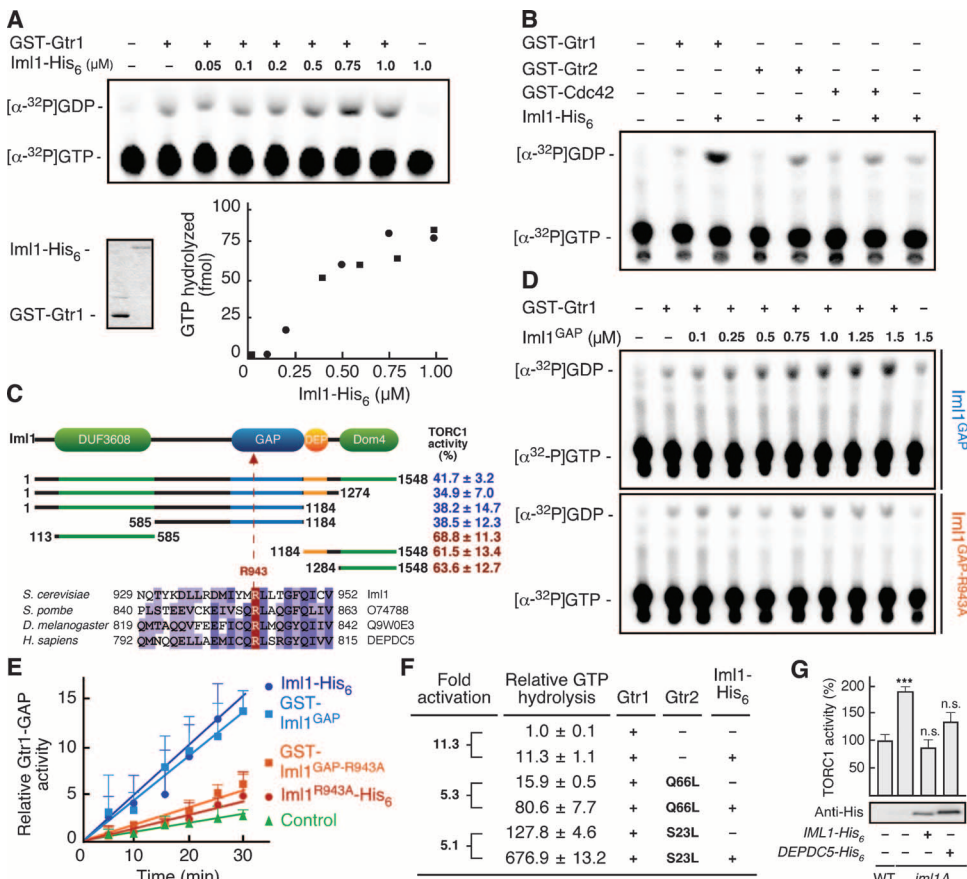 A
GST-Gtr1 – + + + + + + + –
Iml1-His6 (μM) – – 0.05 0.1 0.2 0.5 0.75 1.0 1.0
[α-32P]GDP -
[α-32P]GTP -
Iml1-His6 -
GST-Gtr1 -
GTP hydrolyzed
(fmol)
100
75
50
25
0
0 0.25 0.50 0.75 1.00
Iml1-His6 (μM)
B
GST-Gtr1 – + + – – – – –
GST-Gtr2 – – – + + – – –
GST-Cdc42 – – – – – + + –
Iml1-His6 – – + – + – + +
[α-32P]GDP -
[α-32P]GTP -
C
Iml1 DUF3608 GAP DEP Dom4
TORC1
activity
(%)
1 1548 41.7 ± 3.2
1 1274 34.9 ± 7.0
1 1184 38.2 ± 14.7
585 1184 38.5 ± 12.3
113 585 68.8 ± 11.3
1184 1548 61.5 ± 13.4
1284 1548 63.6 ± 12.7
R943
S. cerevisiae 929 NQTYKDLLRDMIYMRLLTGFQICV 952 Iml1
S. pombe 840 PLSTEEVCKEIVSQRLAQGFQLIV 863 O74788
D. melanogaster 819 QMTAQQVFEEFICQRLMQGYQIIV 842 Q9W0E3
H. sapiens 792 QMNQQELLAEMICQRLSRGYQIVV 815 DEPDC5
D
GST-Gtr1 – + + + + + + + + –
Iml1GAP (μM) – – 0.1 0.25 0.5 0.75 1.0 1.25 1.5 1.5
[α-32P]GDP -
[α32-P]GTP -
Iml1GAP
[α-32P]GDP -
[α-32P]GTP -
Iml1GAP-R943A
E
Relative Gtr1-GAP
activity
15
10
5
0
0 10 20 30
Time (min)
Iml1-His6
GST-
Iml1GAP
GST-
Iml1GAP-R943A
Iml1R943A-His6
Control
F
Fold
activation
Relative GTP
hydrolysis
Gtr1 Gtr2 Iml1-
His6
11.3
1.0 ± 0.1 + – –
11.3 ± 1.1 + – +
5.3
15.9 ± 0.5 + Q66L –
80.6 ± 7.7 + Q66L +
5.1
127.8 ± 4.6 + S23L –
676.9 ± 13.2 + S23L +
G
TORC1 activity (%)
200
150
100
50
***
n.s.
n.s.
Anti-His
IML1-His6 – – + –
DEPDC5-His6 – – – +
WT iml1Δ